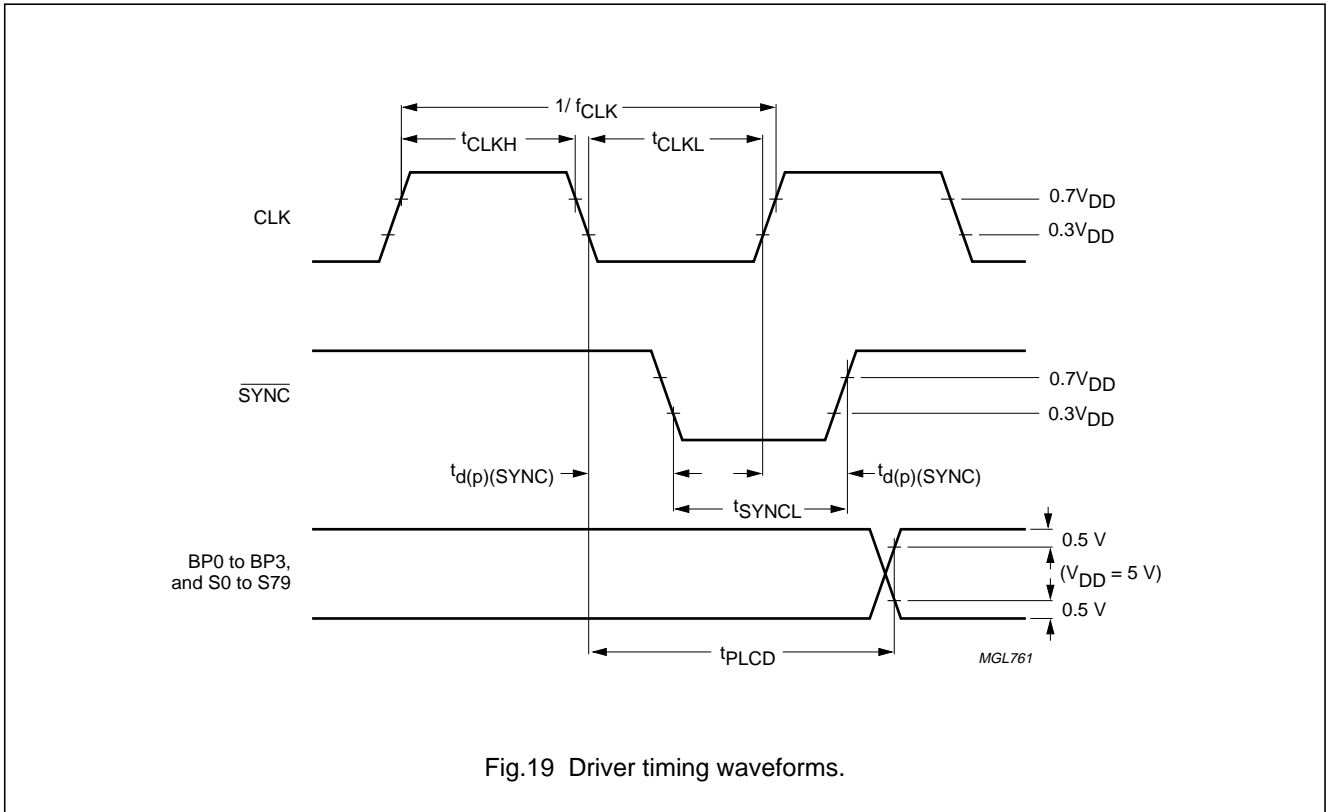 1/ fCLK
tCLKH
tCLKL
CLK
0.7VDD
0.3VDD
SYNC
0.7VDD
0.3VDD
td(p)(SYNC)
td(p)(SYNC)
tSYNCL
BP0 to BP3,
and S0 to S79
0.5 V
(VDD = 5 V)
0.5 V
tPLCD
MGL761
Fig.19 Driver timing waveforms.